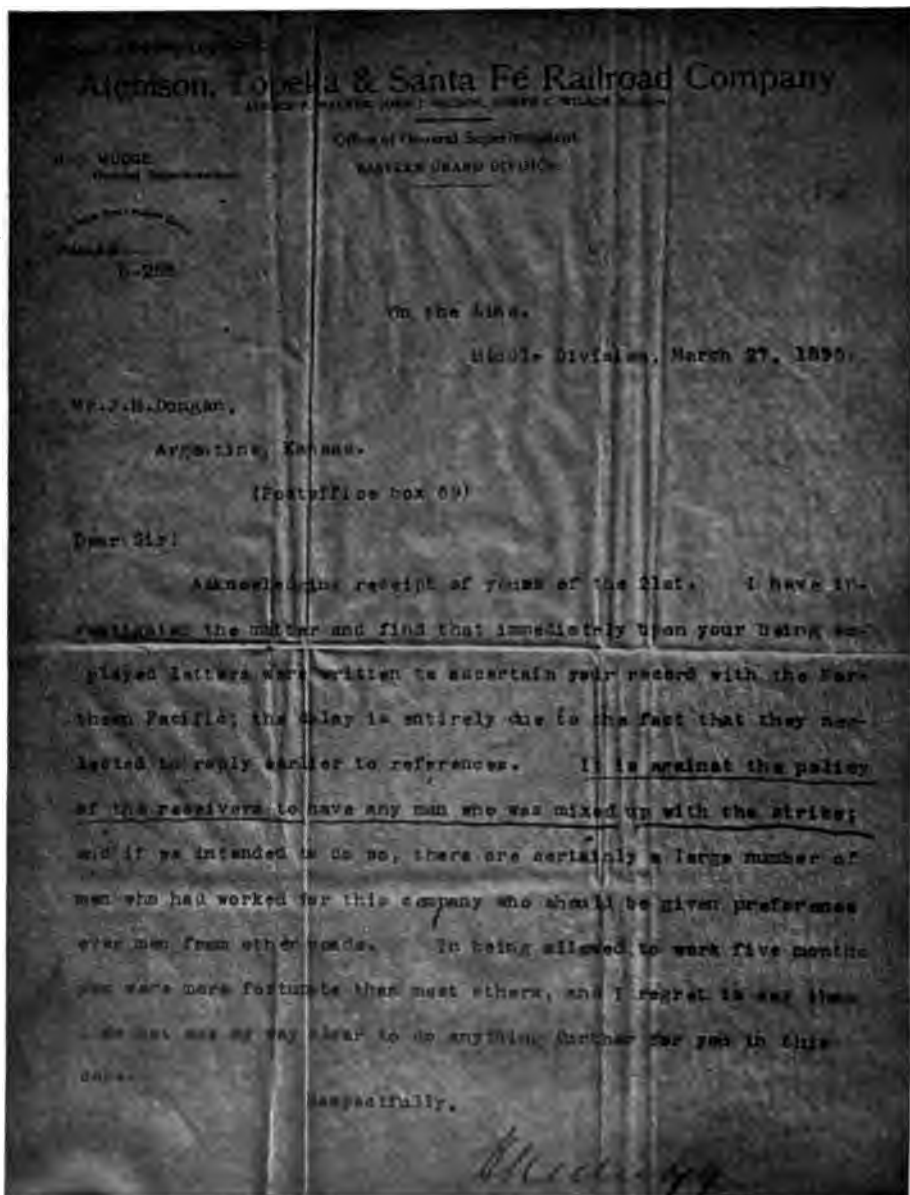 Atchison, Topeka & Santa Fé Railroad Company
Office of General Superintendent
EASTERN GRAND DIVISION
MUDGE,
General Superintendent
On the Line.
Middle Division, March 27, 1895.
Mr. J.H.Dongan,
Argentine, Kansas.
(Postoffice box 69)
Dear Sir:
Acknowledging receipt of yours of the 21st. I have in-
vestigated the matter and find that immediately upon your being em-
ployed letters were written to ascertain your record with the Nor-
thern Pacific; the delay is entirely due to the fact that they neg-
lected to reply earlier to references. It is against the policy
of the receivers to have any man who was mixed up with the strike;
and if we intended to do so, there are certainly a large number of
men who had worked for this company who should be given preference
over men from other roads. In being allowed to work five months
you were more fortunate than most others, and I regret to say that
I do not see my way clear to do anything further for you in this
case.
Respectfully,